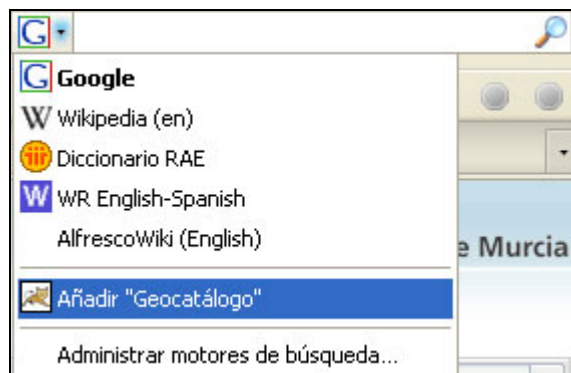 G
G Google
W Wikipedia (en)
Diccionario RAE
W WR English-Spanish
AlfrescoWiki (English)
e Murcia
Añadir "Geocatálogo"
Administrar motores de búsqueda...